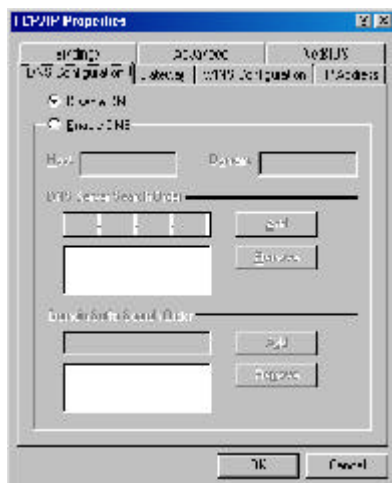 TCP/IP Properties
Bindings Advanced NetBIOS
DNS Configuration Gateway WINS Configuration IP Address
Disable DNS
Enable DNS
Host Domain
DNS Server Search Order
Add
Remove
Domain Suffix Search Order
Add
Remove
OK Cancel